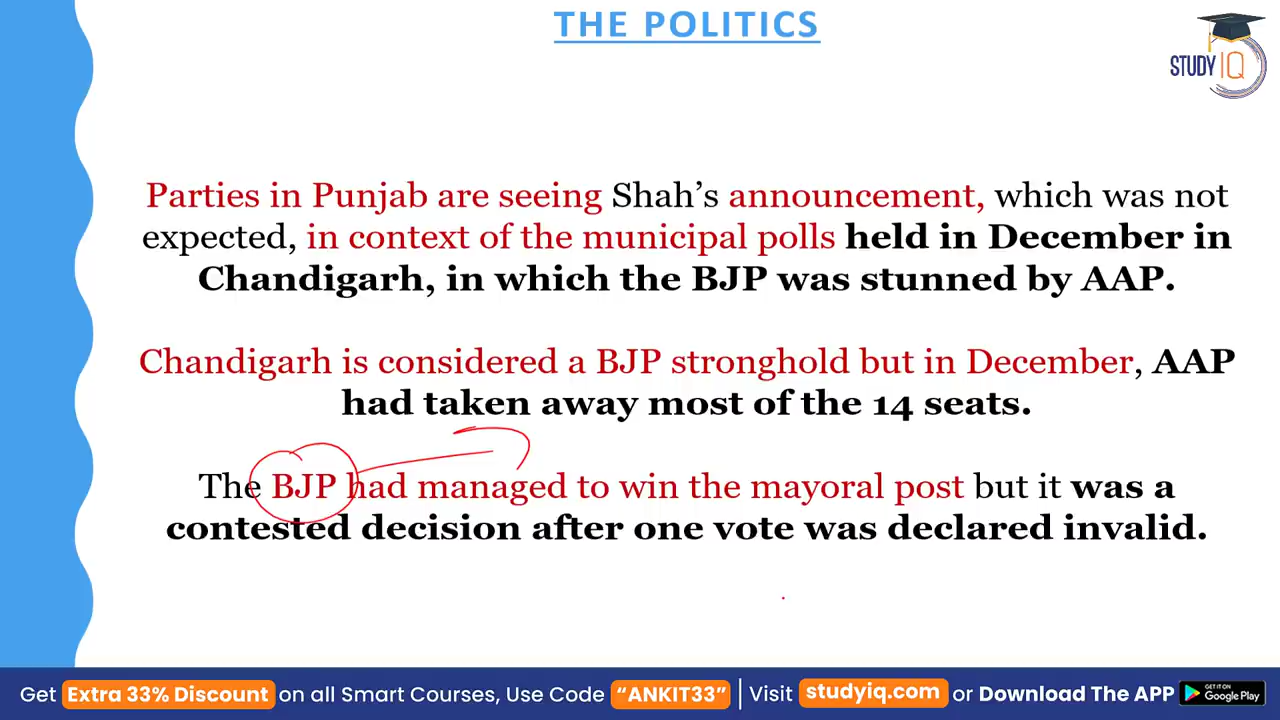 THE POLITICS
STUDY IQ
Parties in Punjab are seeing Shah's announcement, which was not
expected, in context of the municipal polls held in December in
Chandigarh, in which the BJP was stunned by AAP.
Chandigarh is considered a BJP stronghold but in December, AAP
had taken away most of the 14 seats.
The BJP had managed to win the mayoral post but it was a
contested decision after one vote was declared invalid.
Get Extra 33% Discount on all Smart Courses, Use Code "ANKIT33" Visit studyiq.com or Download The APP GET IT ON Google Play